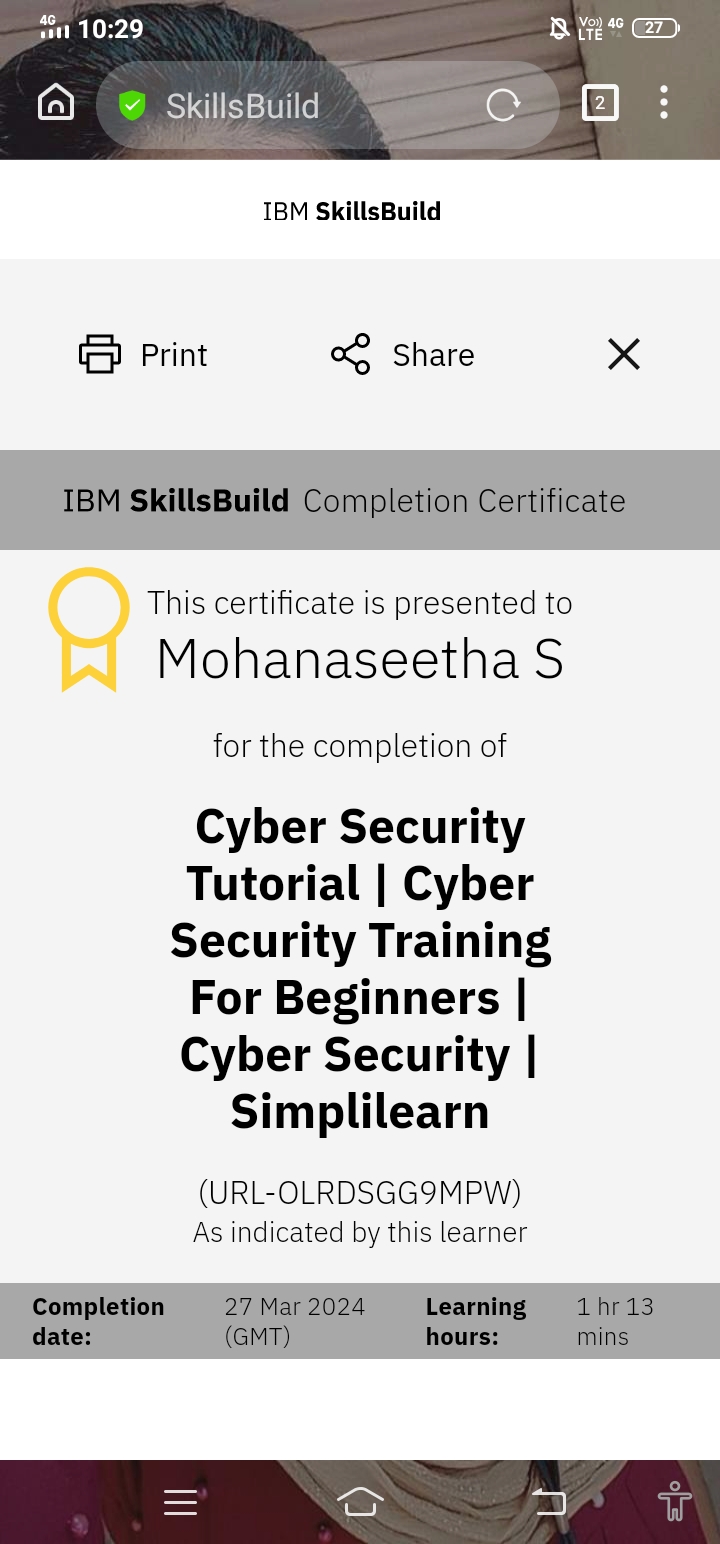 4G 10:29 Vo)) LTE 4G 27
SkillsBuild 2
IBM SkillsBuild
Print Share
IBM SkillsBuild Completion Certificate
This certificate is presented to
Mohanaseetha S
for the completion of
Cyber Security
Tutorial | Cyber
Security Training
For Beginners |
Cyber Security |
Simplilearn
(URL-OLRDSGG9MPW)
As indicated by this learner
Completion 27 Mar 2024 Learning 1 hr 13
date: (GMT) hours: mins